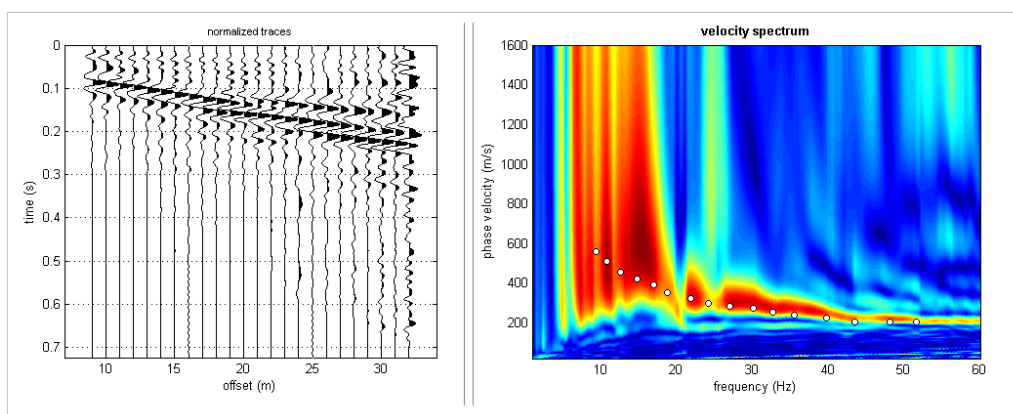 normalized traces
0
0.1
0.2
0.3
0.4
0.5
0.6
0.7
time (s)
10 15 20 25 30
offset (m)
velocity spectrum
1600
1400
1200
1000
800
600
400
200
phase velocity (m/s)
10 20 30 40 50 60
frequency (Hz)